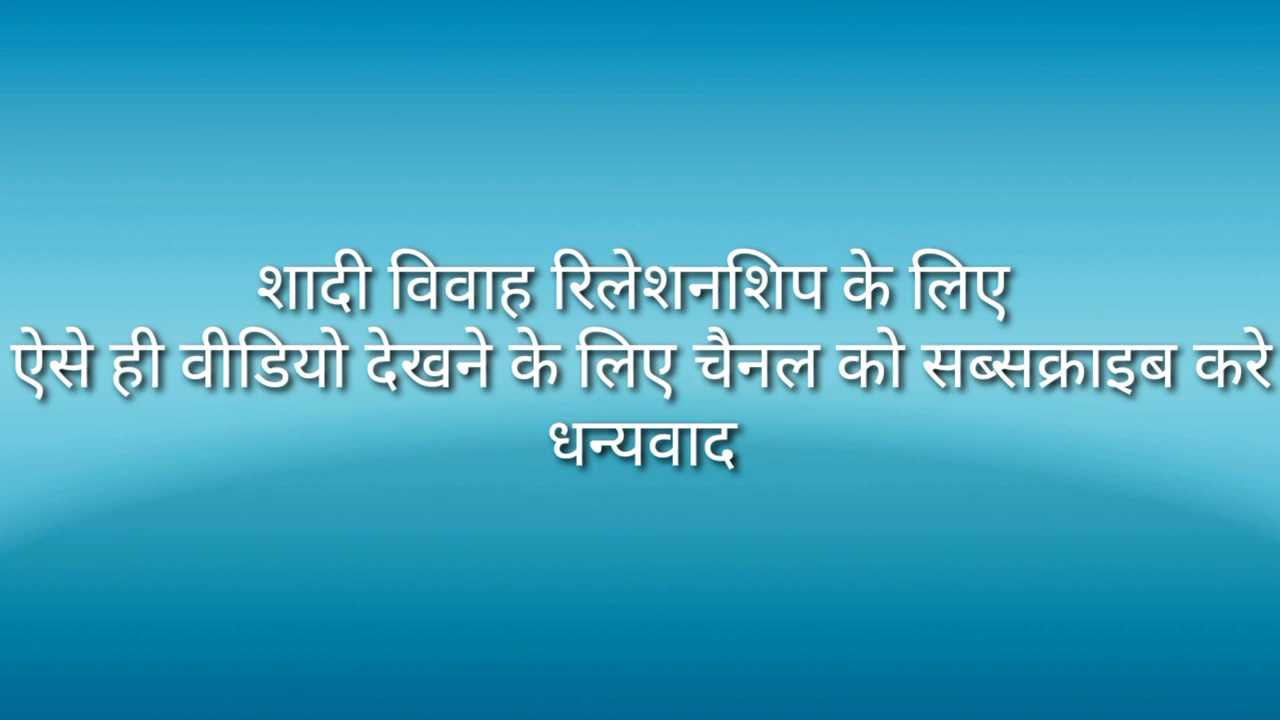 शादी विवाह रिलेशनशिप के लिए
ऐसे ही वीडियो देखने के लिए चैनल को सब्सक्राइब करे
धन्यवाद